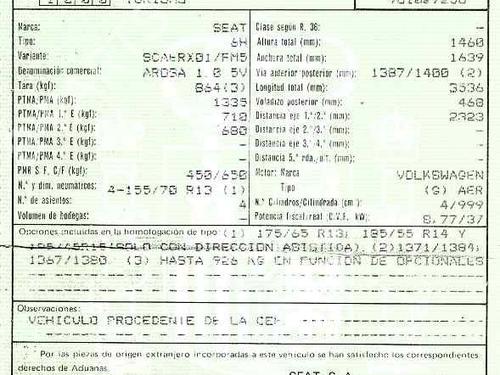 Marca: SEAT
Tipo: 6H
Variante:
Denominación comercial: AROSA 1.0 5V
Tara (kgf): 864(3)
PTMA/PMA (kgf): 1335
PTMA/PMA 1.º E (kgf): 710
PTMA/PMA 2.º E (kgf): 680
PTMA/PMA 3.º E (kgf): -
PTMA/PMA 4.º E (kgf): -
PMR S.F. C/F (kgf): 450/650
N.º y dim. neumáticos: 4-155/70 R13 (1)
N.º de asientos: 4
Volumen de bodegas: -
Clase según R. 36: -
Altura total (mm): 1460
Anchura total (mm): 1639
Vía anterior/posterior (mm): 1387/1400 (2)
Longitud total (mm): 3536
Voladizo posterior (mm): 460
Distancia eje 1.º/2.º (mm): 2323
Distancia eje 2.º/3.º (mm): -
Distancia eje 3.º/4.º (mm): -
Distancia 5.ª rda./últ. (mm): -
Motor: Marca VOLKSWAGEN
Tipo AER
N.º Cilindros/Cilindrada (cm³): 4/999
Potencia fiscal/real (C.V.F. kW): 8,77/37
Opciones incluidas en la homologación de tipo: (1) 175/65 R13, 185/55 R14 Y
(SOLO CON DIRECCION ASISTIDA). (2)1371/1384,
1367/1380. (3) HASTA 926 KG EN FUNCION DE OPCIONALES
Observaciones:
VEHICULO PROCEDENTE DE LA CEE
Por las piezas de origen extranjero incorporadas a este vehículo se han satisfecho los correspondientes
derechos de Aduanas.
SEAT S.A.